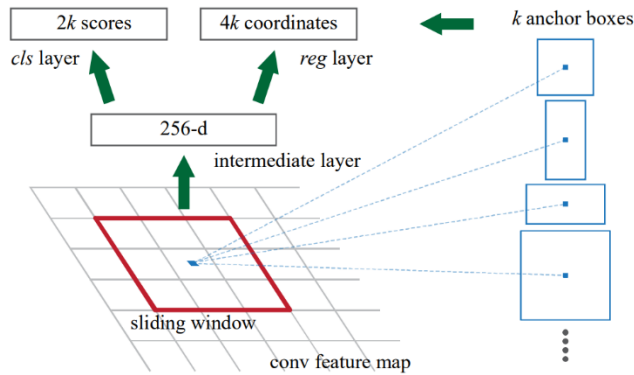 2k scores
4k coordinates
k anchor boxes
cls layer
reg layer
256-d
intermediate layer
sliding window
conv feature map